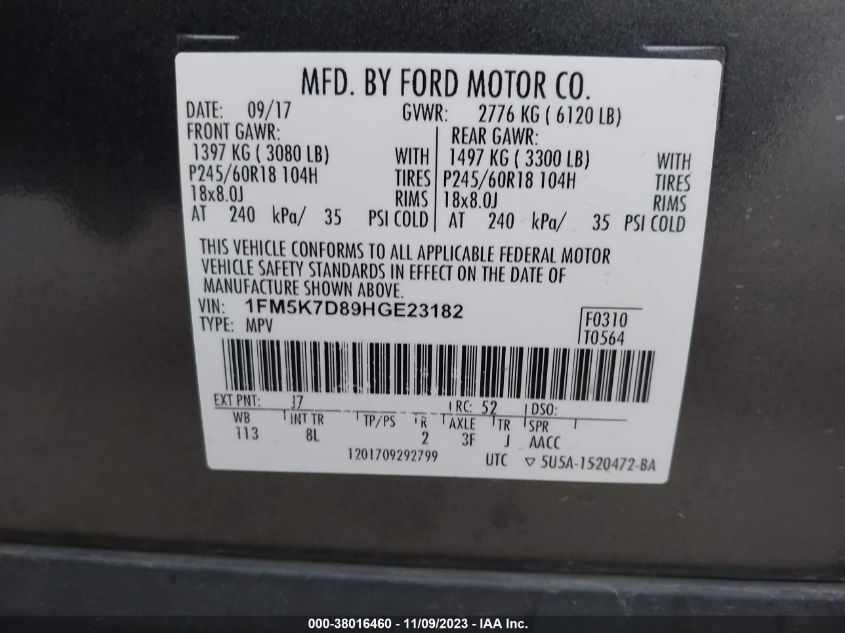 MFD. BY FORD MOTOR CO.
DATE: 09/17 GVWR: 2776 KG ( 6120 LB)
FRONT GAWR: REAR GAWR:
1397 KG ( 3080 LB) WITH 1497 KG ( 3300 LB) WITH
P245/60R18 104H TIRES P245/60R18 104H TIRES
18x8.0J RIMS 18x8.0J RIMS
AT 240 kPa/ 35 PSI COLD AT 240 kPa/ 35 PSI COLD
THIS VEHICLE CONFORMS TO ALL APPLICABLE FEDERAL MOTOR
VEHICLE SAFETY STANDARDS IN EFFECT ON THE DATE OF
MANUFACTURE SHOWN ABOVE.
VIN: 1FM5K7D89HGE23182
TYPE: MPV
F0310
T0564
EXT PNT: J7 RC: 52 DSO:
WB INT TR TP/PS R AXLE TR SPR
113 8L 2 3F J AACC
1201709292799 UTC ▽ 5U5A-1520472-BA
000-38016460 - 11/09/2023 - IAA Inc.